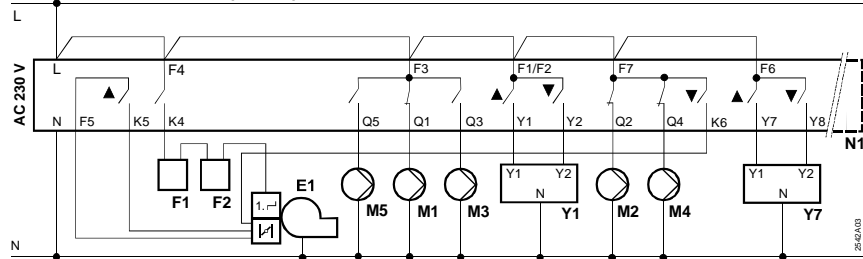 L
AC 230 V
L F4 F3 F1/F2 F7 F6
▲ ▲ ▼ ▼ ▲ ▼
N F5 K5 K4 Q5 Q1 Q3 Y1 Y2 Q2 Q4 K6 Y7 Y8
N1
F1 F2 E1 M5 M1 M3 Y1 Y2 N Y1 M2 M4 Y1 Y2 N Y7
1.
N
2542A03